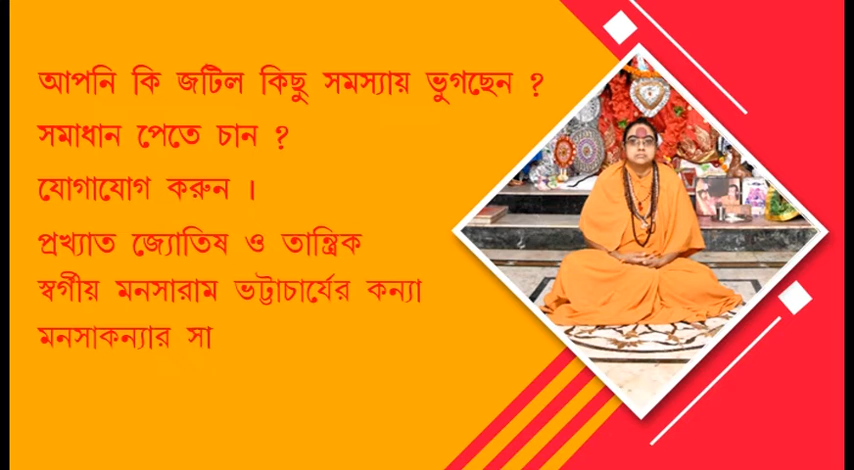 আপনি কি জটিল কিছু সমস্যায় ভুগছেন ?
সমাধান পেতে চান ?
যোগাযোগ করুন ।
প্রখ্যাত জ্যোতিষ ও তান্ত্রিক
স্বর্গীয় মনসারাম ভট্টাচার্যের কন্যা
মনসাকন্যার সা